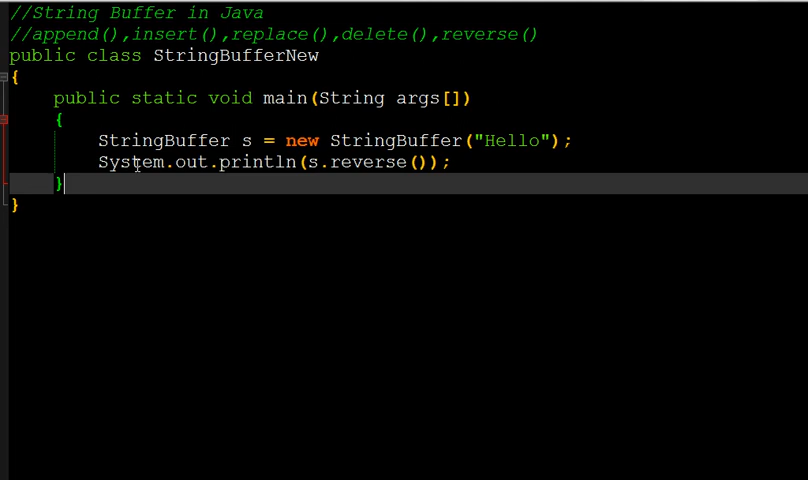 //String Buffer in Java
//append(),insert(),replace(),delete(),reverse()
public class StringBufferNew
{
public static void main(String args[])
{
StringBuffer s = new StringBuffer("Hello");
System.out.println(s.reverse());
}
}